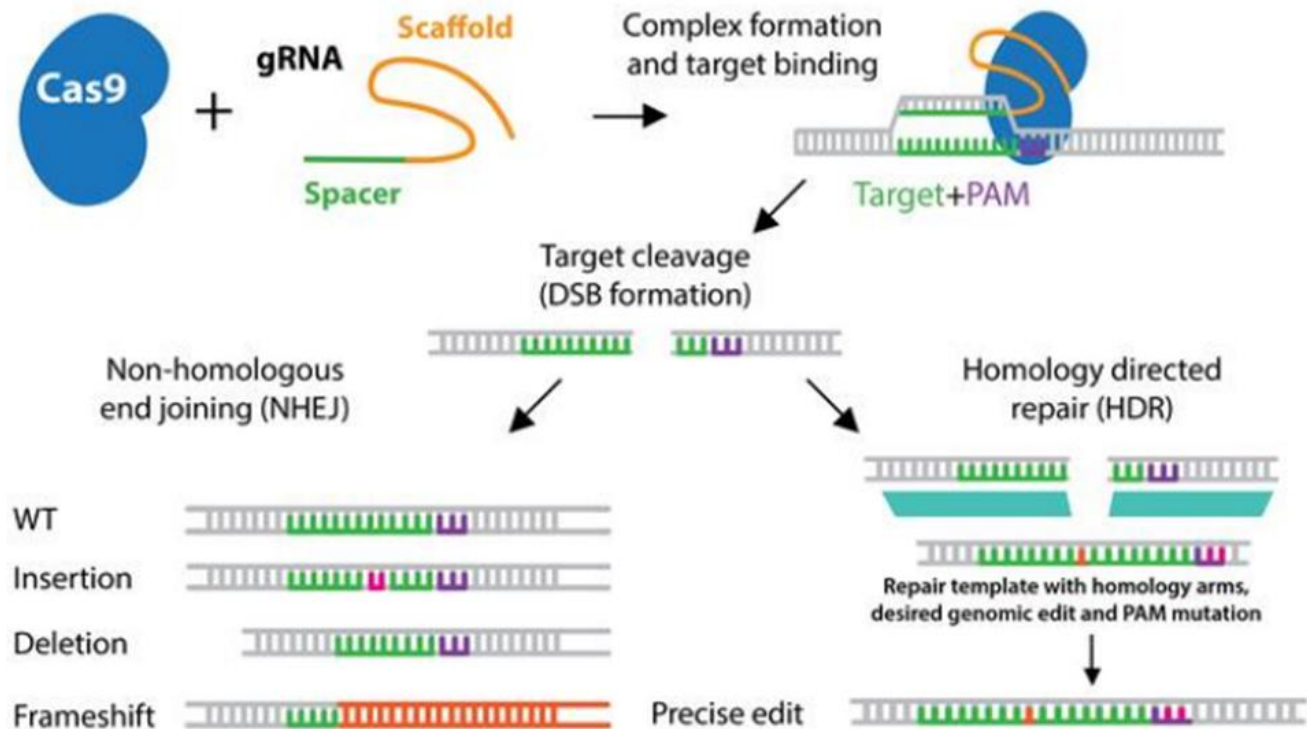 Cas9
+
gRNA
Scaffold
Spacer
Complex formation
and target binding
Target+PAM
Target cleavage
(DSB formation)
Non-homologous
end joining (NHEJ)
WT
Insertion
Deletion
Frameshift
Homology directed
repair (HDR)
Repair template with homology arms,
desired genomic edit and PAM mutation
Precise edit